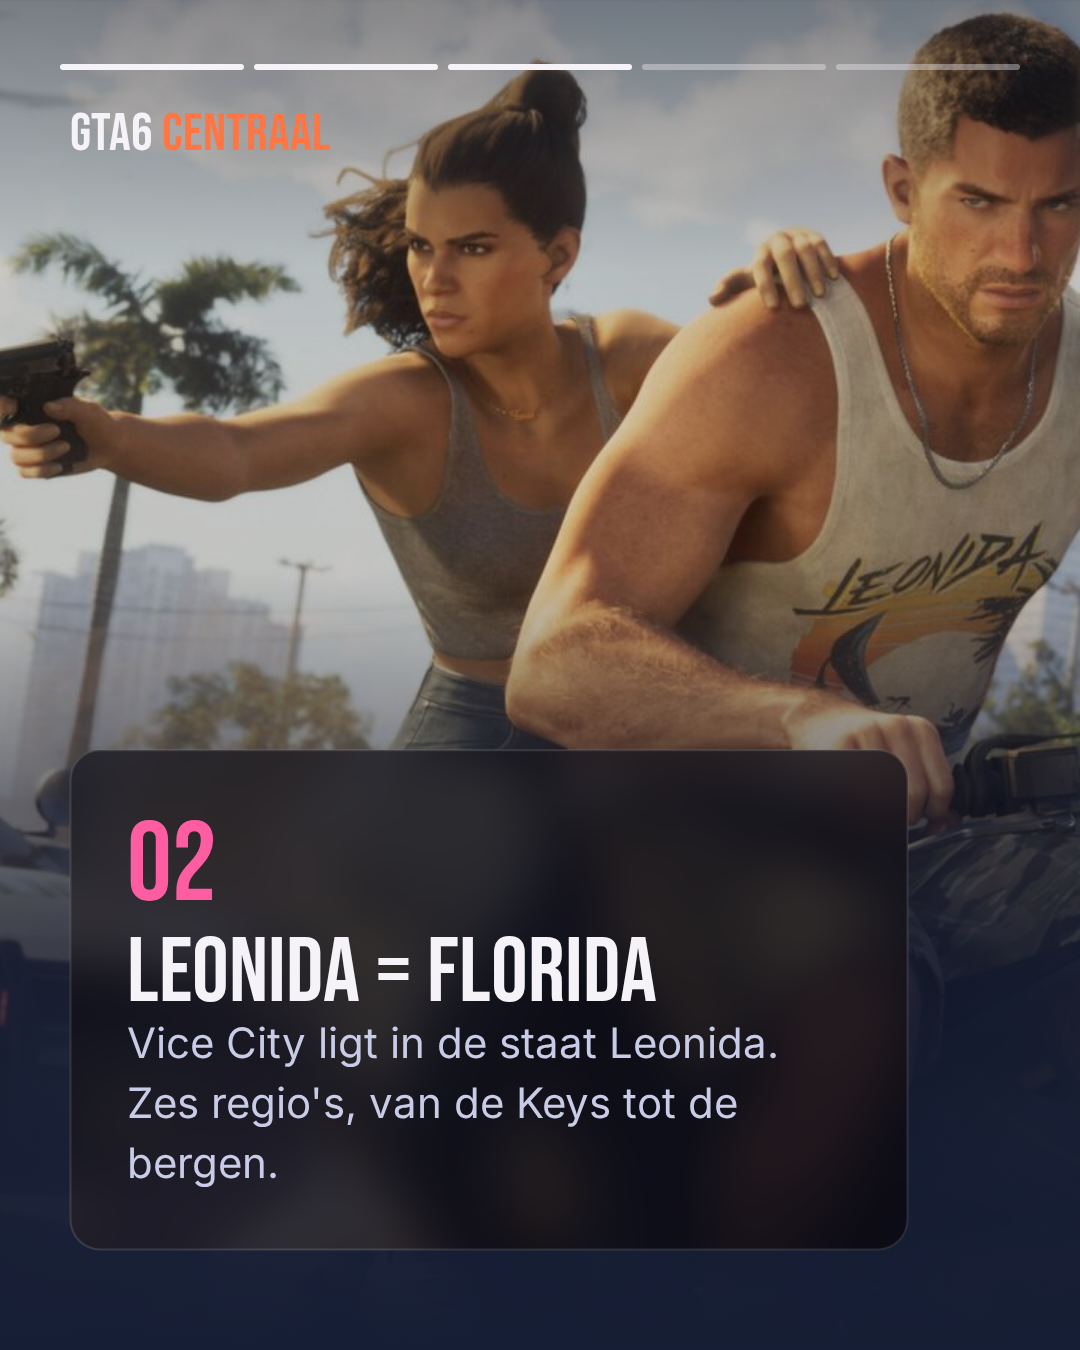 GTA6 CENTRAAL
LEONIDA
02
LEONIDA = FLORIDA
Vice City ligt in de staat Leonida.
Zes regio's, van de Keys tot de
bergen.